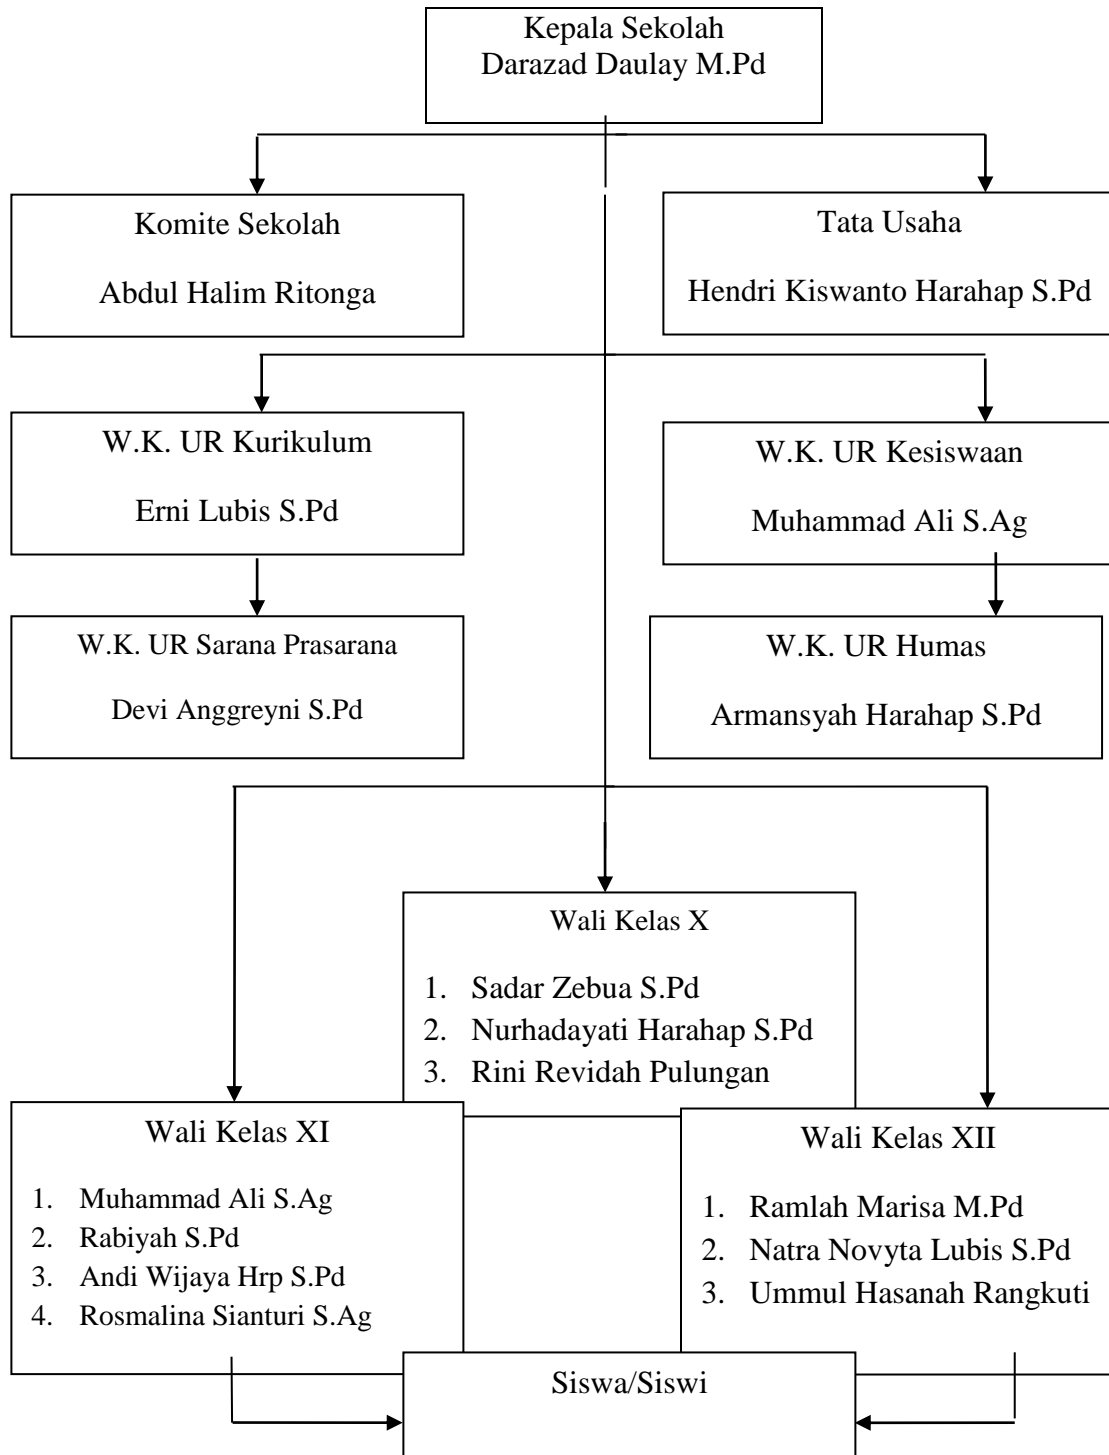 Kepala Sekolah
Darazad Daulay M.Pd
Komite Sekolah
Abdul Halim Ritonga
Tata Usaha
Hendri Kiswanto Harahap S.Pd
W.K. UR Kurikulum
Erni Lubis S.Pd
W.K. UR Kesiswaan
Muhammad Ali S.Ag
W.K. UR Sarana Prasarana
Devi Anggreyni S.Pd
W.K. UR Humas
Armansyah Harahap S.Pd
Wali Kelas X
1. Sadar Zebua S.Pd
2. Nurhadayati Harahap S.Pd
3. Rini Revidah Pulungan
Wali Kelas XI
1. Muhammad Ali S.Ag
2. Rabiyah S.Pd
3. Andi Wijaya Hrp S.Pd
4. Rosmalina Sianturi S.Ag
Wali Kelas XII
1. Ramlah Marisa M.Pd
2. Natra Novyta Lubis S.Pd
3. Ummul Hasanah Rangkuti
Siswa/Siswi